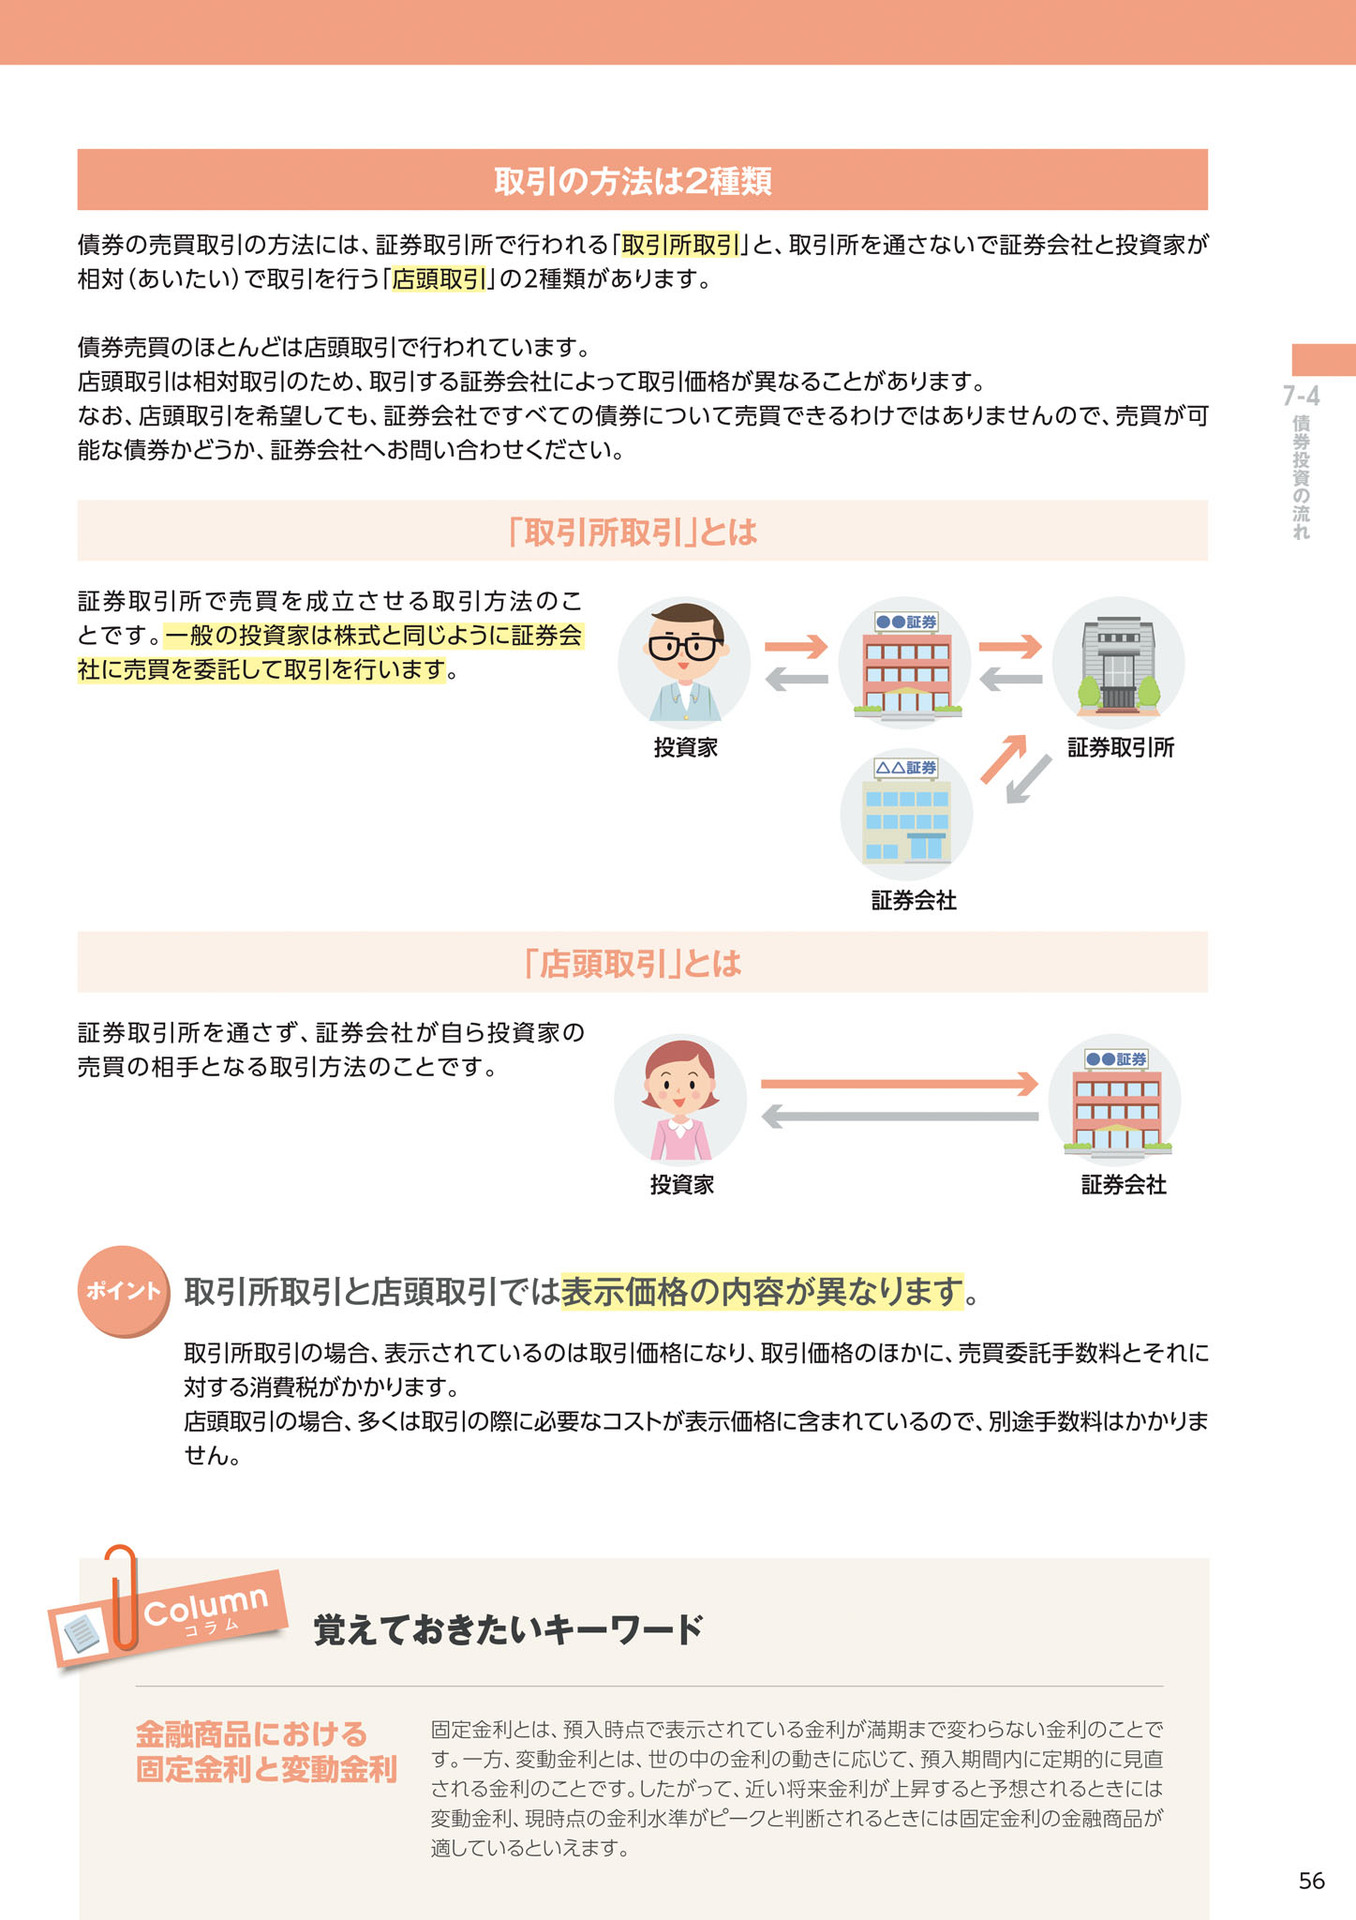 取引の方法は2種類
債券の売買取引の方法には、証券取引所で行われる「取引所取引」と、取引所を通さないで証券会社と投資家が
相対（あいたい）で取引を行う「店頭取引」の2種類があります。
債券売買のほとんどは店頭取引で行われています。
店頭取引は相対取引のため、取引する証券会社によって取引価格が異なることがあります。
なお、店頭取引を希望しても、証券会社ですべての債券について売買できるわけではありませんので、売買が可
能な債券かどうか、証券会社へお問い合わせください。
7-4
債券投資の流れ
「取引所取引」とは
証券取引所で売買を成立させる取引方法のこ
とです。一般の投資家は株式と同じように証券会
社に売買を委託して取引を行います。
●●証券
投資家
証券取引所
△△証券
証券会社
「店頭取引」とは
証券取引所を通さず、証券会社が自ら投資家の
売買の相手となる取引方法のことです。
●●証券
投資家
証券会社
ポイント
取引所取引と店頭取引では表示価格の内容が異なります。
取引所取引の場合、表示されているのは取引価格になり、取引価格のほかに、売買委託手数料とそれに
対する消費税がかかります。
店頭取引の場合、多くは取引の際に必要なコストが表示価格に含まれているので、別途手数料はかかりま
せん。
Column
コラム
覚えておきたいキーワード
金融商品における
固定金利と変動金利
固定金利とは、預入時点で表示されている金利が満期まで変わらない金利のことで
す。一方、変動金利とは、世の中の金利の動きに応じて、預入期間内に定期的に見直
される金利のことです。したがって、近い将来金利が上昇すると予想されるときには
変動金利、現時点の金利水準がピークと判断されるときには固定金利の金融商品が
適しているといえます。
56